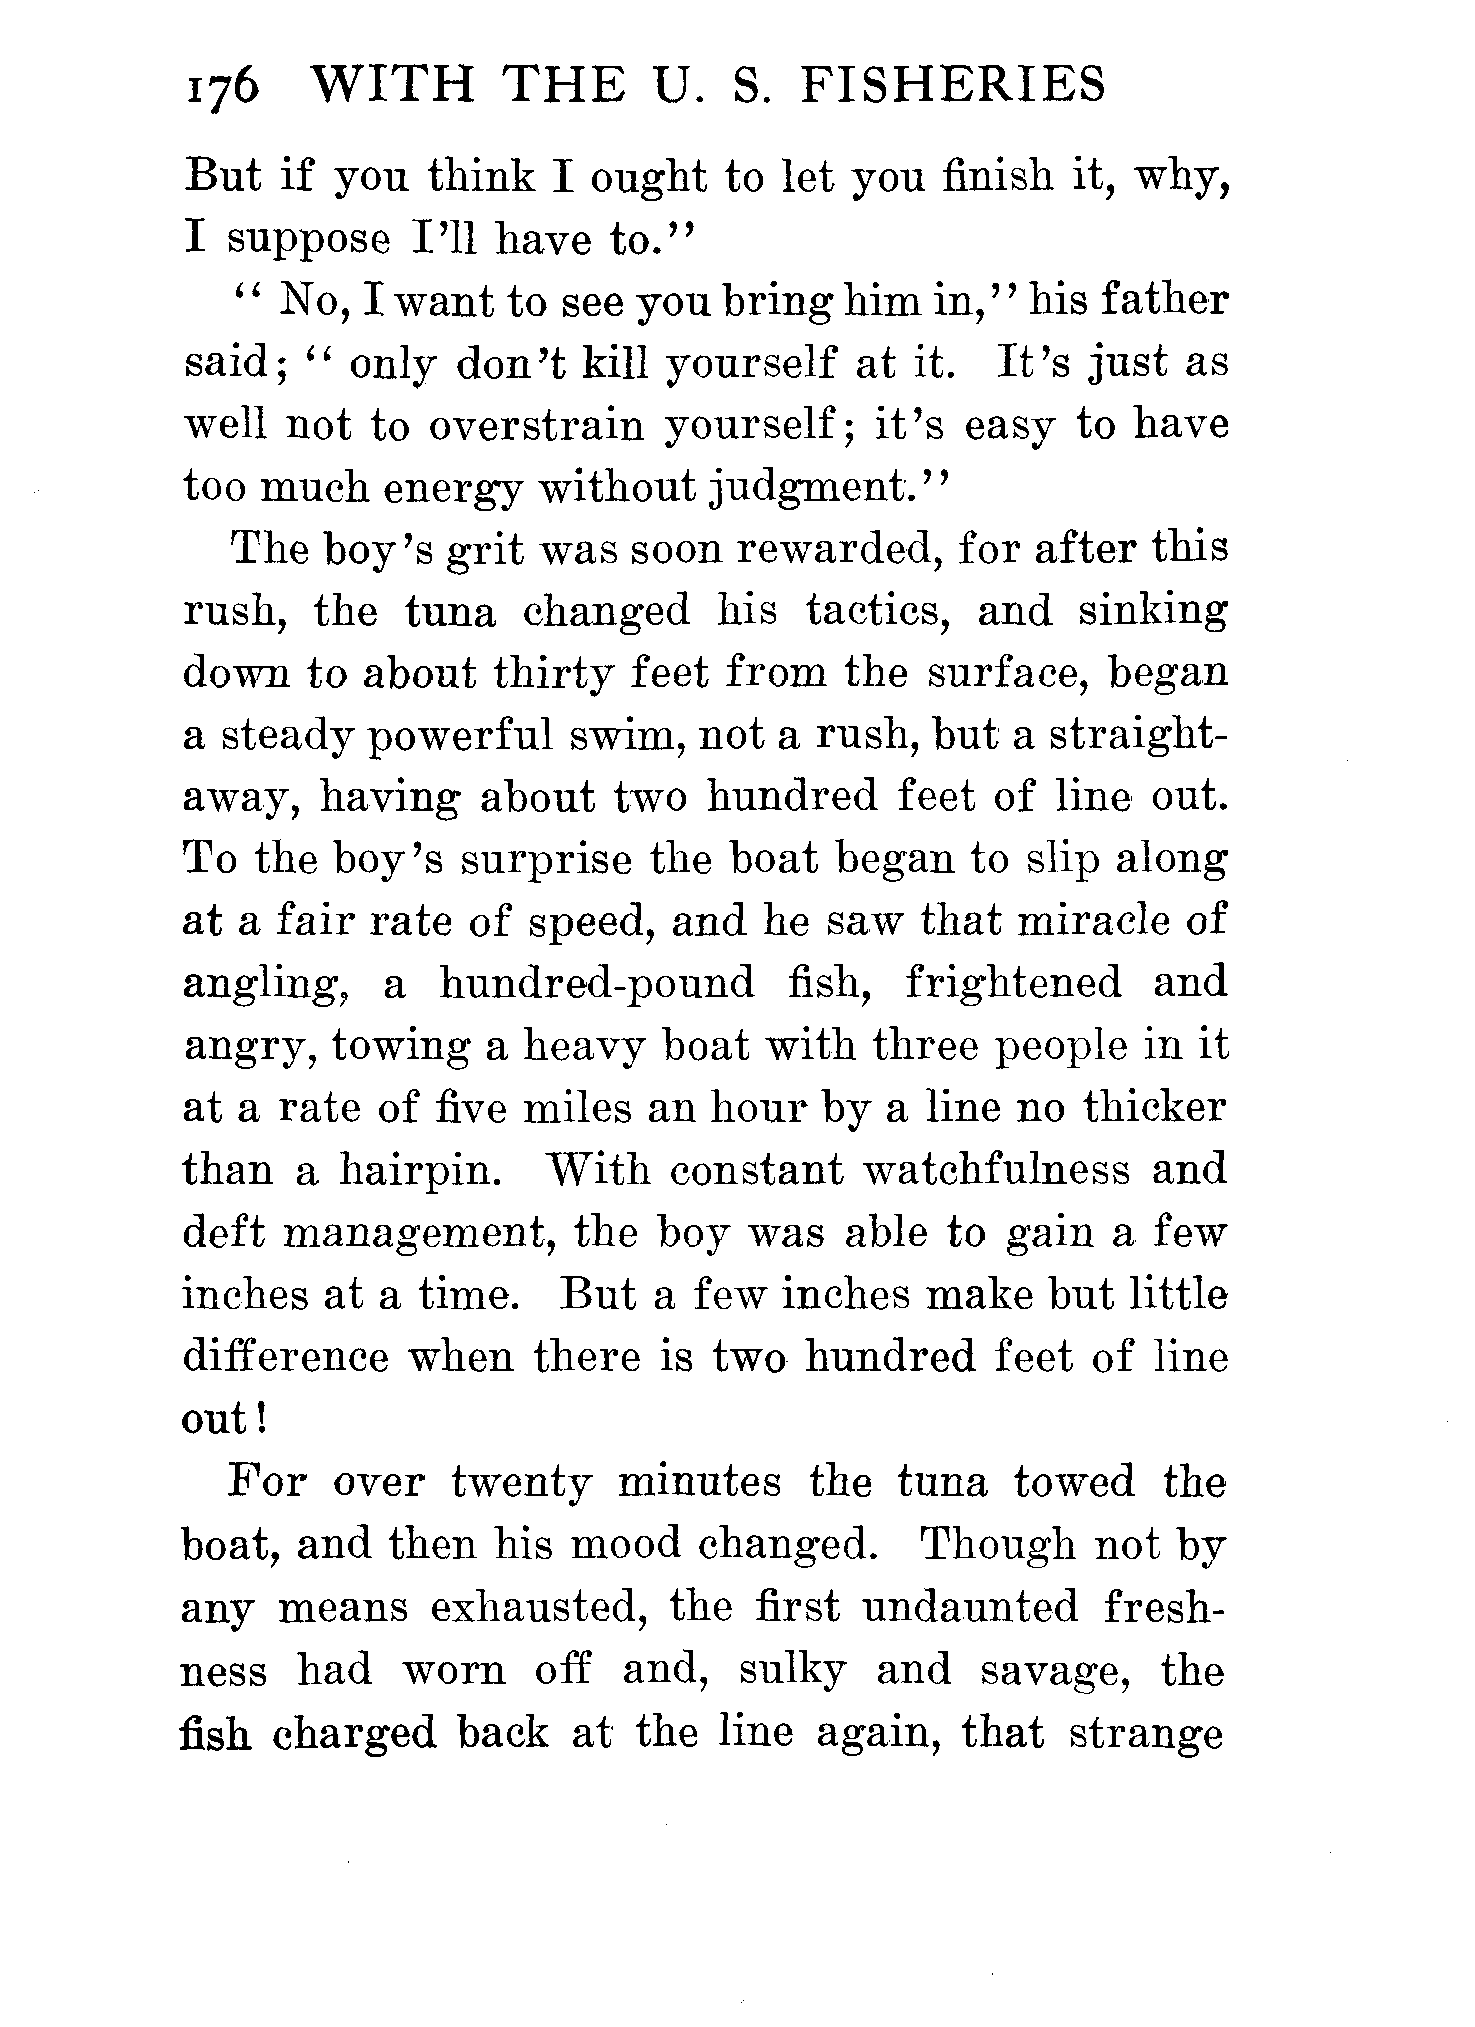 176 WITH THE U. S. FISHERIES
But if you think I ought to let you finish it, why,
I suppose I'll have to."
" No, I want to see you bring him in," his father
said; " only don't kill yourself at it. It's just as
well not to overstrain yourself; it's easy to have
too much energy without judgment."
The boy's grit was soon rewarded, for after this
rush, the tuna changed his tactics, and sinking
down to about thirty feet from the surface, began
a steady powerful swim, not a rush, but a straight-
away, having about two hundred feet of line out.
To the boy's surprise the boat began to slip along
at a fair rate of speed, and he saw that miracle of
angling, a hundred-pound fish, frightened and
angry, towing a heavy boat with three people in it
at a rate of five miles an hour by a line no thicker
than a hairpin. With constant watchfulness and
deft management, the boy was able to gain a few
inches at a time. But a few inches make but little
difference when there is two hundred feet of line
out!
For over twenty minutes the tuna towed the
boat, and then his mood changed. Though not by
any means exhausted, the first undaunted fresh-
ness had worn off and, sulky and savage, the
fish charged back at the line again, that strange